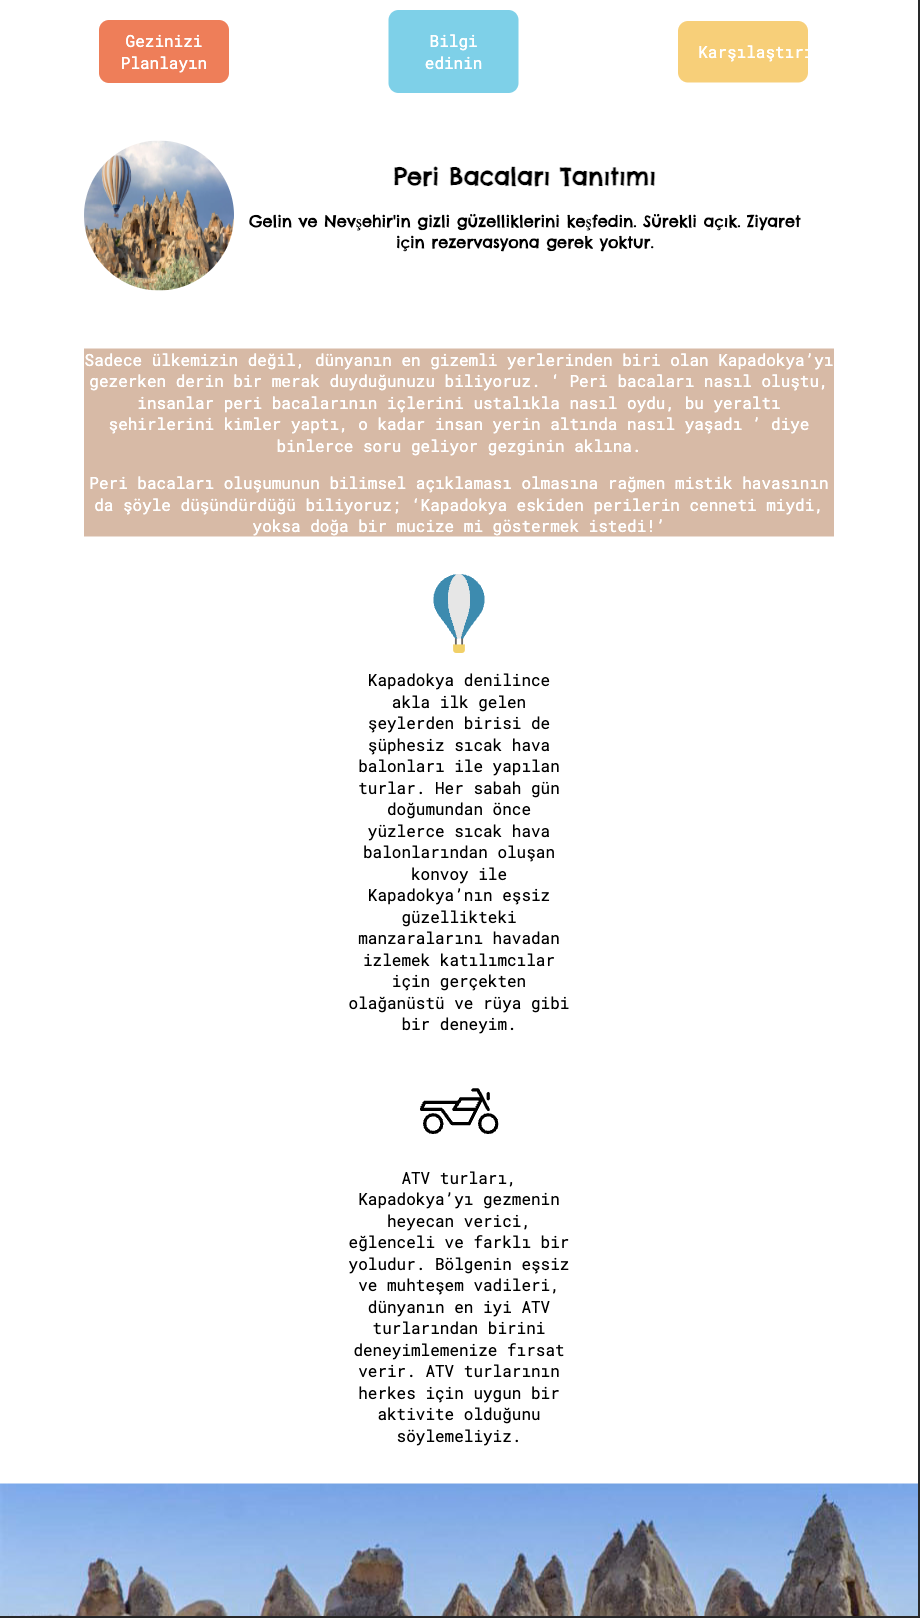 Gezinizi
Planlayın
Bilgi
edinin
Karşılaştırı
Peri Bacaları Tanıtımı
Gelin ve Nevşehir'in gizli güzelliklerini keşfedin. Sürekli açık. Ziyaret
için rezervasyona gerek yoktur.
Sadece ülkemizin değil, dünyanın en gizemli yerlerinden biri olan Kapadokya’yı
gezerken derin bir merak duyduğunuzu biliyoruz. ‘ Peri bacaları nasıl oluştu,
insanlar peri bacalarının içlerini ustalıkla nasıl oydu, bu yeraltı
şehirlerini kimler yaptı, o kadar insan yerin altında nasıl yaşadı ’ diye
binlerce soru geliyor gezginin aklına.
Peri bacaları oluşumunun bilimsel açıklaması olmasına rağmen mistik havasının
da şöyle düşündürdüğü biliyoruz; ‘Kapadokya eskiden perilerin cenneti miydi,
yoksa doğa bir mucize mi göstermek istedi!’
Kapadokya denilince
akla ilk gelen
şeylerden birisi de
şüphesiz sıcak hava
balonları ile yapılan
turlar. Her sabah gün
doğumundan önce
yüzlerce sıcak hava
balonlarından oluşan
konvoy ile
Kapadokya’nın eşsiz
güzellikteki
manzaralarını havadan
izlemek katılımcılar
için gerçekten
olağanüstü ve rüya gibi
bir deneyim.
ATV turları,
Kapadokya’yı gezmenin
heyecan verici,
eğlenceli ve farklı bir
yoludur. Bölgenin eşsiz
ve muhteşem vadileri,
dünyanın en iyi ATV
turlarından birini
deneyimlemenize fırsat
verir. ATV turlarının
herkes için uygun bir
aktivite olduğunu
söylemeliyiz.